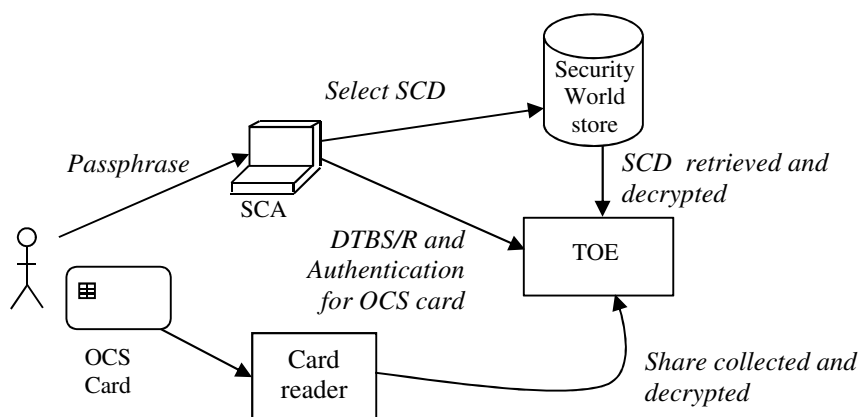 Security
World
store
Select SCD
Passphrase
SCD retrieved and
decrypted
SCA
DTBS/R and
Authentication
for OCS card
TOE
OCS
Card
Card
reader
Share collected and
decrypted